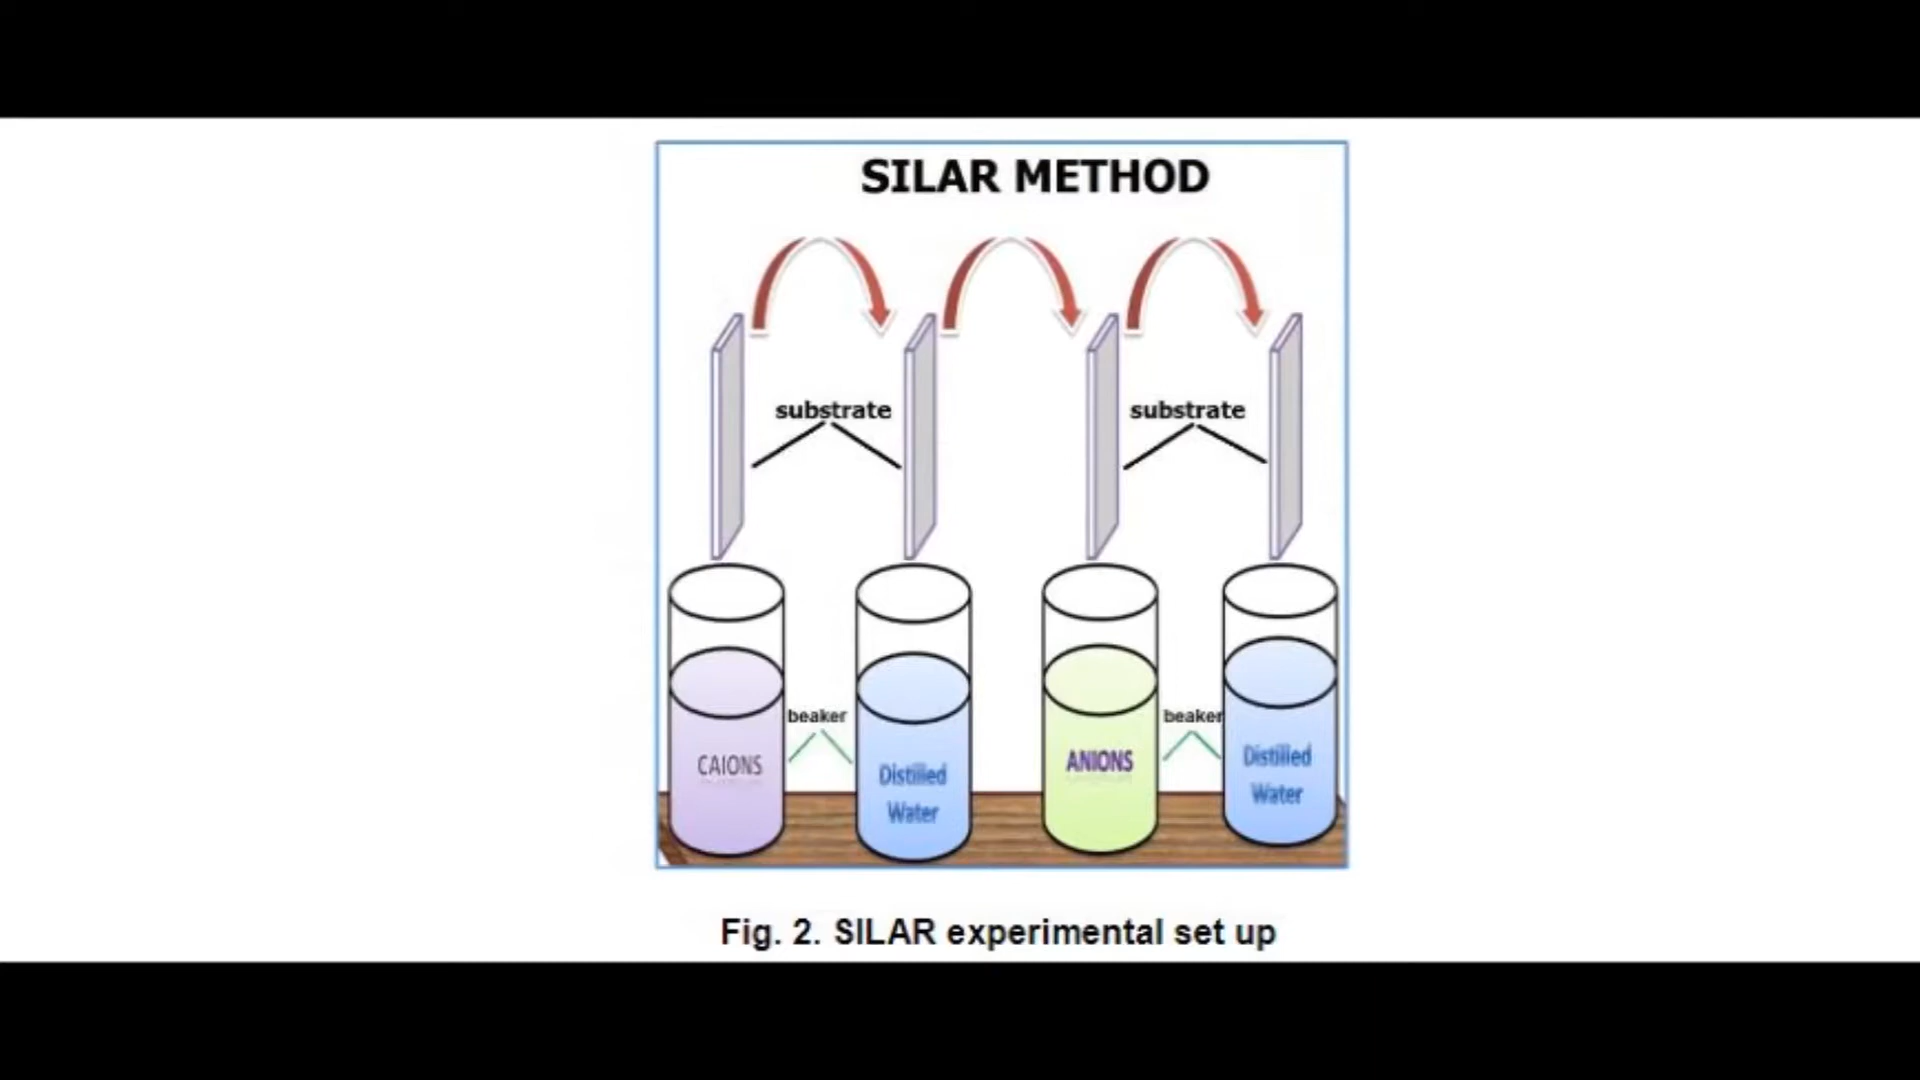 SILAR METHOD
substrate
substrate
beaker
beaker
CAIONS
Distilled
Water
ANIONS
Distilled
Water
Fig. 2. SILAR experimental set up